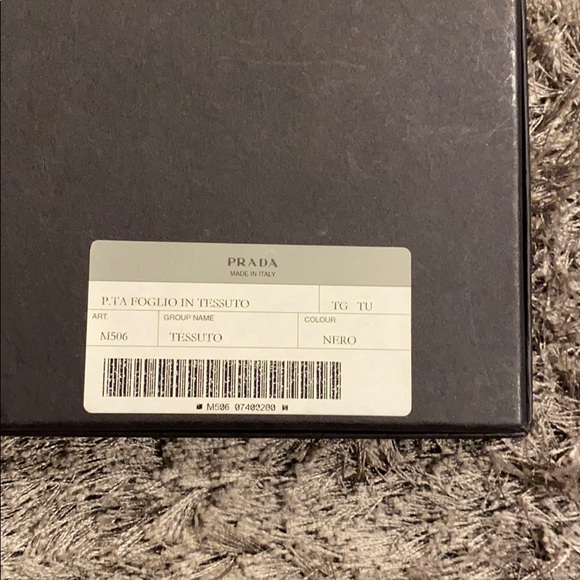 PRADA
MADE IN ITALY
P.TA FOGLIO IN TESSUTO TG TU
ART. GROUP NAME COLOUR
M506 TESSUTO NERO
M506 07400200